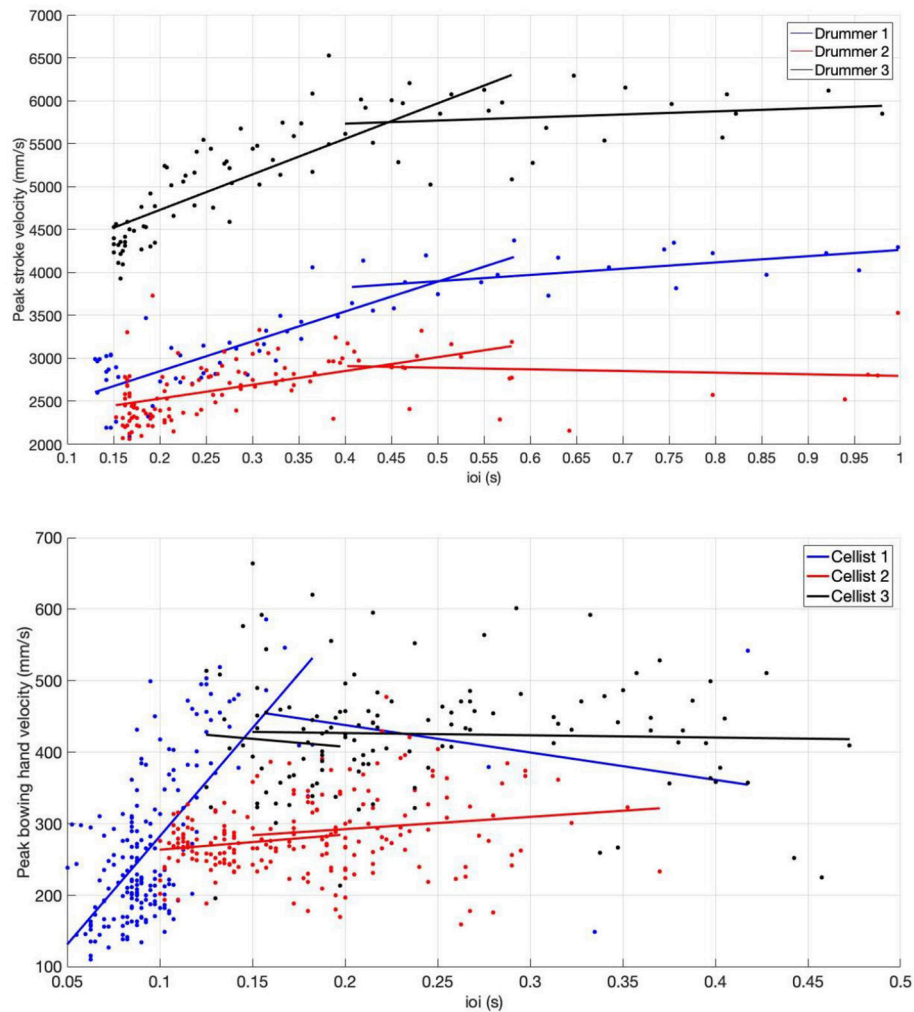 7000
6500
6000
5500
5000
4500
4000
3500
3000
2500
2000
Peak stroke velocity (mm/s)
Drummer 1
Drummer 2
Drummer 3
0.1 0.15 0.2 0.25 0.3 0.35 0.4 0.45 0.5 0.55 0.6 0.65 0.7 0.75 0.8 0.85 0.9 0.95 1
ioi (s)
700
600
500
400
300
200
100
Peak bowing hand velocity (mm/s)
Cellist 1
Cellist 2
Cellist 3
0.05 0.1 0.15 0.2 0.25 0.3 0.35 0.4 0.45 0.5
ioi (s)